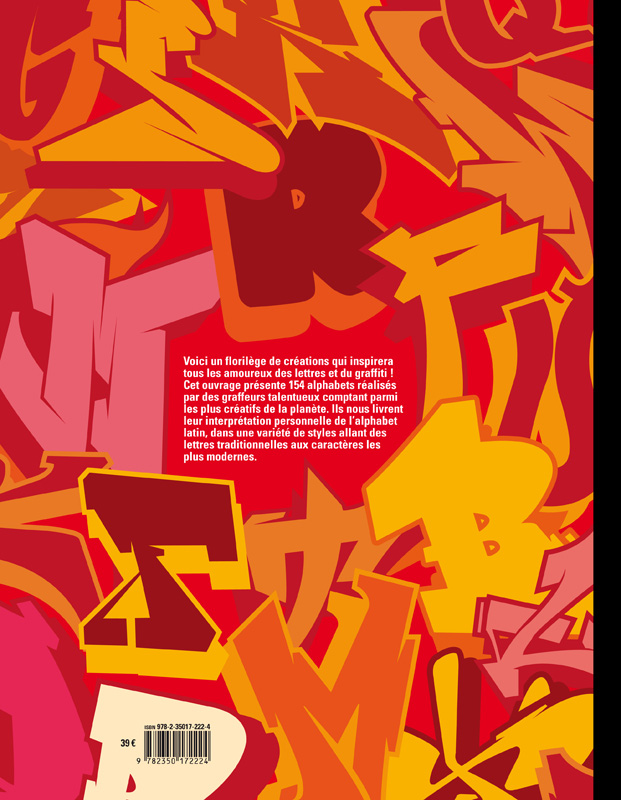 R
Voici un florilège de créations qui inspirera
tous les amoureux des lettres et du graffiti !
Cet ouvrage présente 154 alphabets réalisés
par des graffeurs talentueux comptant parmi
les plus créatifs de la planète. Ils nous livrent
leur interprétation personnelle de l'alphabet
latin, dans une variété de styles allant des
lettres traditionnelles aux caractères les
plus modernes.
B
M
ISBN 978-2-35017-222-4
39 €
9 782350 172224